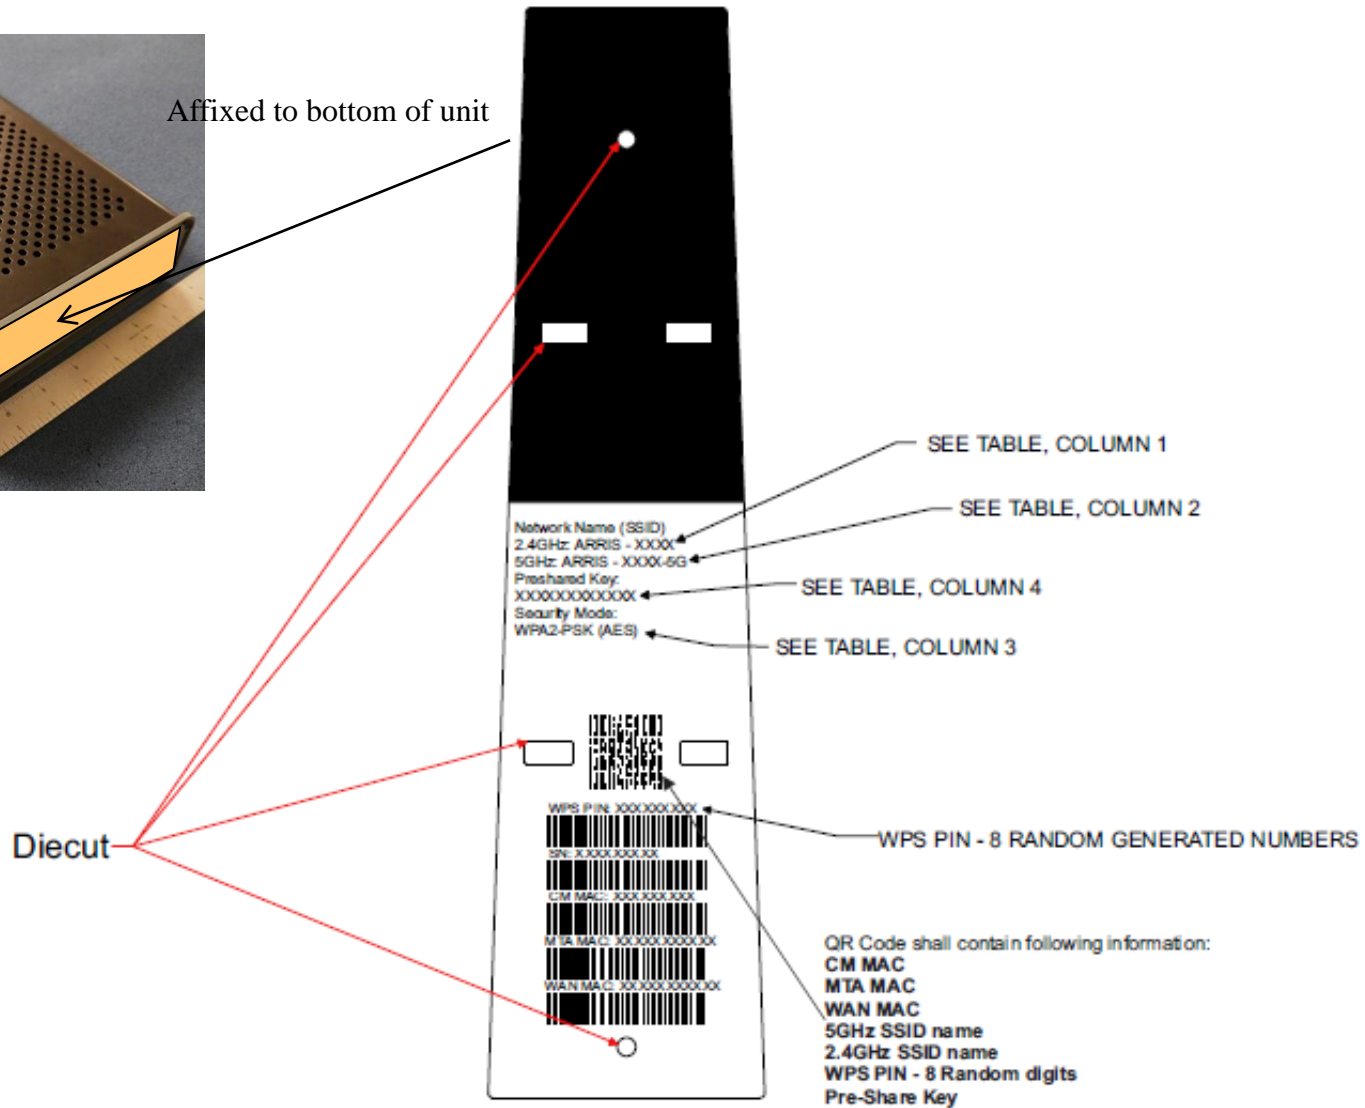 Affixed to bottom of unit
SEE TABLE, COLUMN 1
SEE TABLE, COLUMN 2
Network Name (SSID)
2.4GHz: ARRIS - XXXX
5GHz: ARRIS - XXXX-5G
Preshared Key:
XXXXXXXXXXXX
Security Mode:
WPA2-PSK (AES)
SEE TABLE, COLUMN 4
SEE TABLE, COLUMN 3
WPS PIN: XXXXXXXXX
Diecut
WPS PIN - 8 RANDOM GENERATED NUMBERS
SN: XXXXXXXXX
CM MAC: XXXXXXXXX
MTA MAC: XXXXXXXXXXX
WAN MAC: XXXXXXXXXXX
QR Code shall contain following information:
CM MAC
MTA MAC
WAN MAC
5GHz SSID name
2.4GHz SSID name
WPS PIN - 8 Random digits
Pre-Share Key